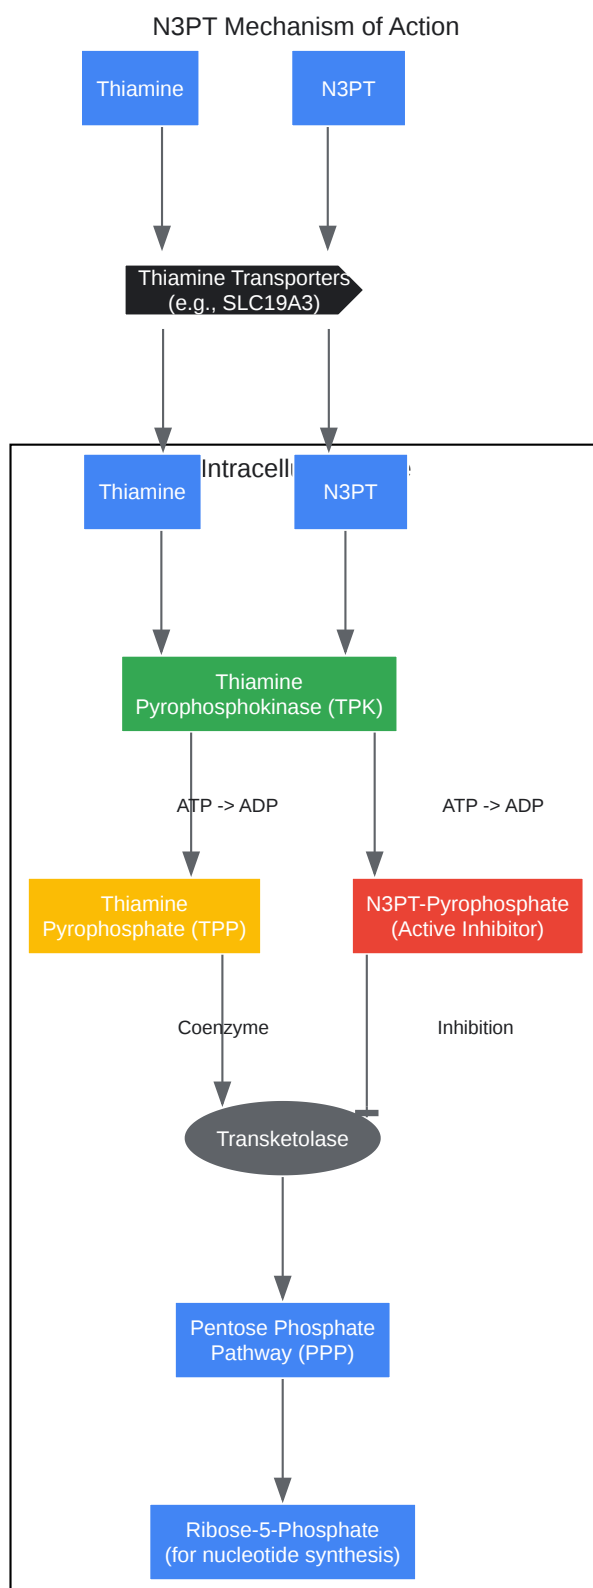 N3PT Mechanism of Action
Thiamine
N3PT
Thiamine Transporters
(e.g., SLC19A3)
Thiamine
N3PT
Thiamine
Pyrophosphokinase (TPK)
ATP -> ADP
ATP -> ADP
Thiamine
Pyrophosphate (TPP)
N3PT-Pyrophosphate
(Active Inhibitor)
Coenzyme
Inhibition
Transketolase
Pentose Phosphate
Pathway (PPP)
Ribose-5-Phosphate
(for nucleotide synthesis)